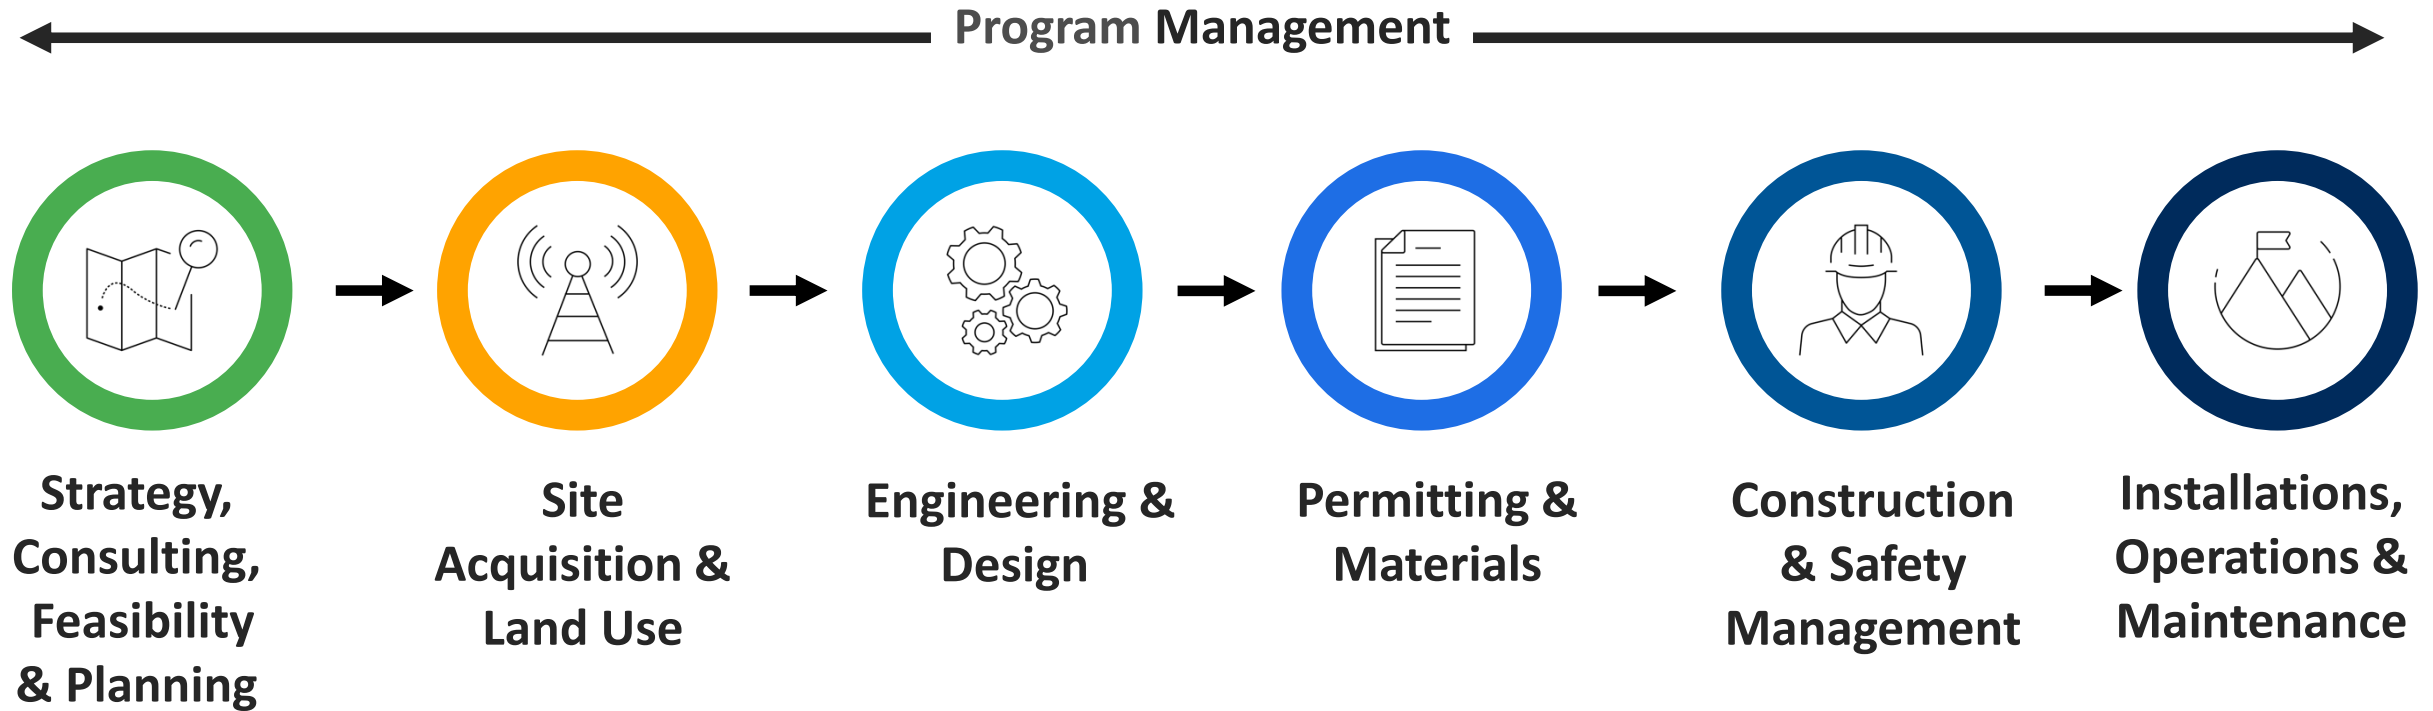 Program Management
Strategy,
Consulting,
Feasibility
& Planning
Site
Acquisition &
Land Use
Engineering &
Design
Permitting &
Materials
Construction
& Safety
Management
Installations,
Operations &
Maintenance